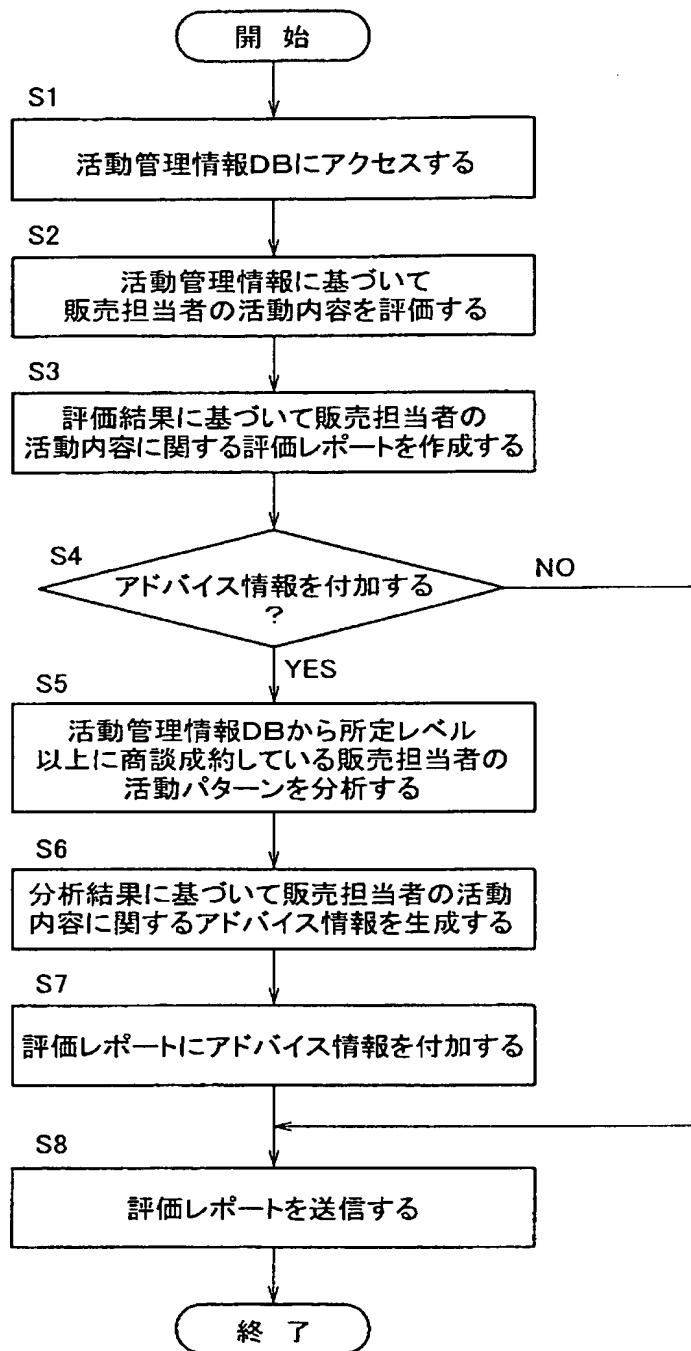 開 始
S1
活動管理情報DBにアクセスする
S2
活動管理情報に基づいて
販売担当者の活動内容を評価する
S3
評価結果に基づいて販売担当者の
活動内容に関する評価レポートを作成する
S4
アドバイス情報を付加する
?
NO
YES
S5
活動管理情報DBから所定レベル
以上に商談成約している販売担当者の
活動パターンを分析する
S6
分析結果に基づいて販売担当者の活動
内容に関するアドバイス情報を生成する
S7
評価レポートにアドバイス情報を付加する
S8
評価レポートを送信する
終 了